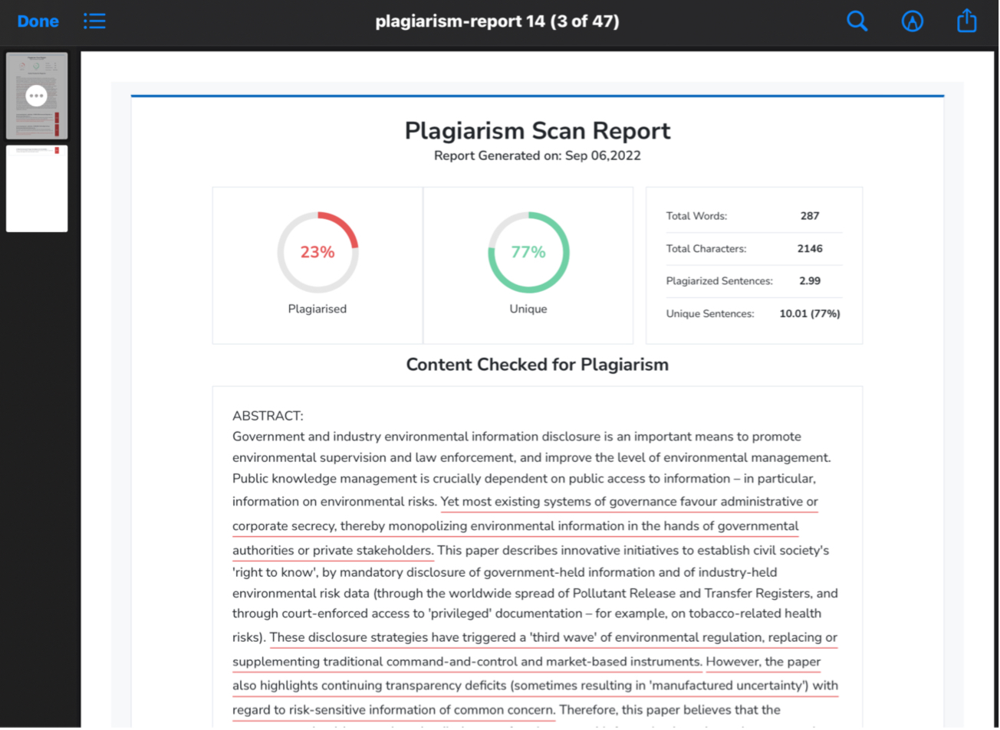 Done
plagiarism-report 14 (3 of 47)
Plagiarism Scan Report
Report Generated on: Sep 06,2022
23%
Plagiarised
77%
Unique
Total Words: 287
Total Characters: 2146
Plagiarized Sentences: 2.99
Unique Sentences: 10.01 (77%)
Content Checked for Plagiarism
ABSTRACT:
Government and industry environmental information disclosure is an important means to promote
environmental supervision and law enforcement, and improve the level of environmental management.
Public knowledge management is crucially dependent on public access to information – in particular,
information on environmental risks. Yet most existing systems of governance favour administrative or
corporate secrecy, thereby monopolizing environmental information in the hands of governmental
authorities or private stakeholders. This paper describes innovative initiatives to establish civil society's
'right to know', by mandatory disclosure of government-held information and of industry-held
environmental risk data (through the worldwide spread of Pollutant Release and Transfer Registers, and
through court-enforced access to 'privileged' documentation – for example, on tobacco-related health
risks). These disclosure strategies have triggered a 'third wave' of environmental regulation, replacing or
supplementing traditional command-and-control and market-based instruments. However, the paper
also highlights continuing transparency deficits (sometimes resulting in 'manufactured uncertainty') with
regard to risk-sensitive information of common concern. Therefore, this paper believes that the